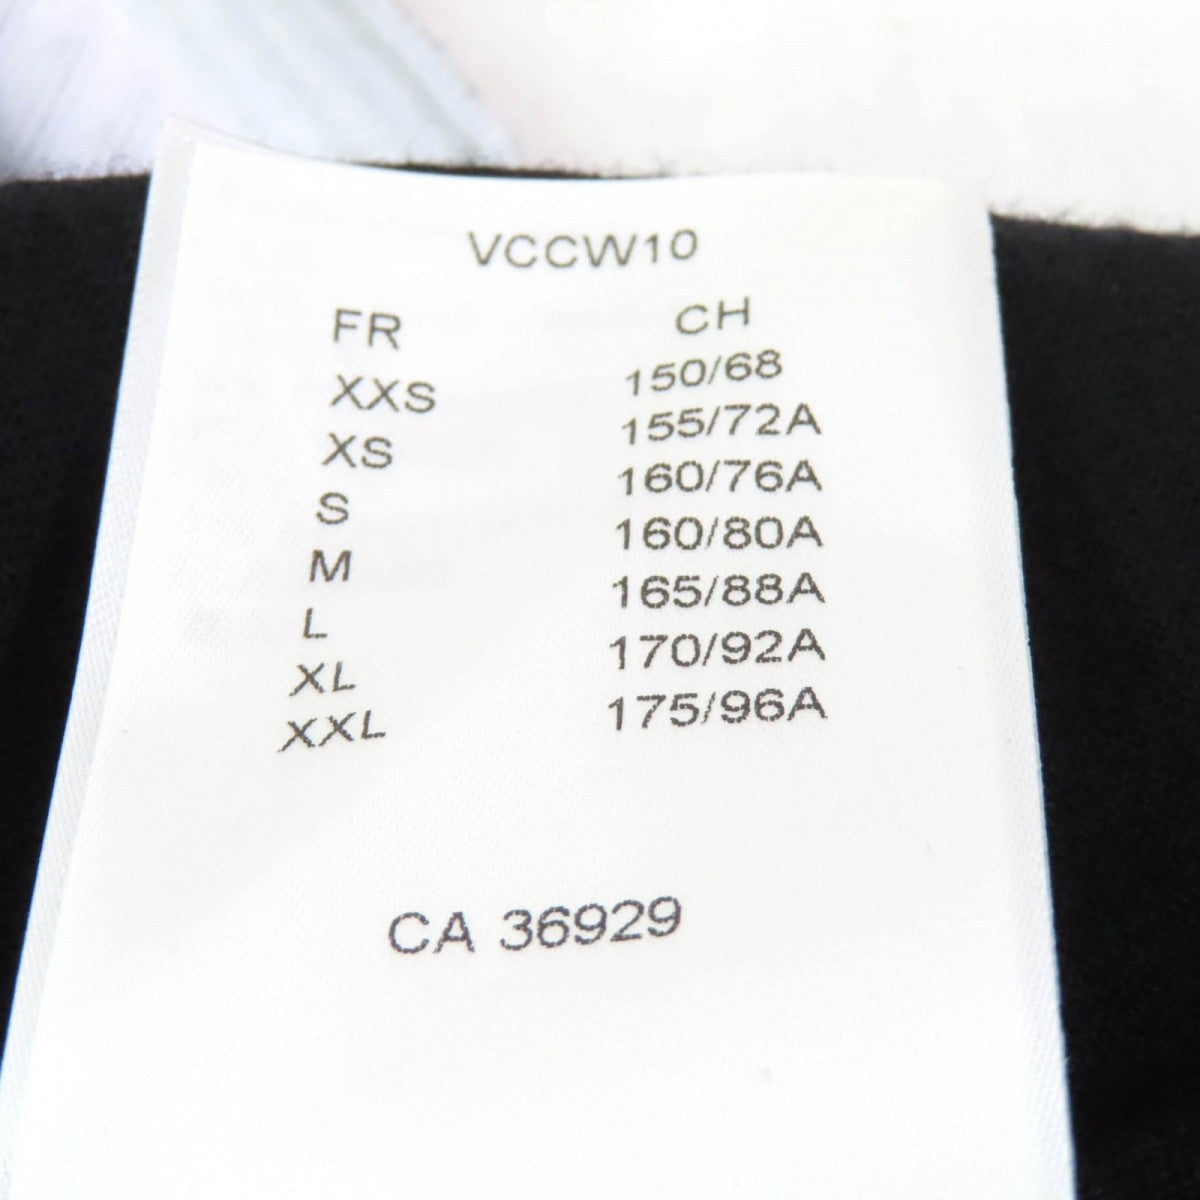 VCCW10
FR CH
XXS 150/68
XS 155/72A
S 160/76A
M 160/80A
L 165/88A
XL 170/92A
XXL 175/96A
CA 36929